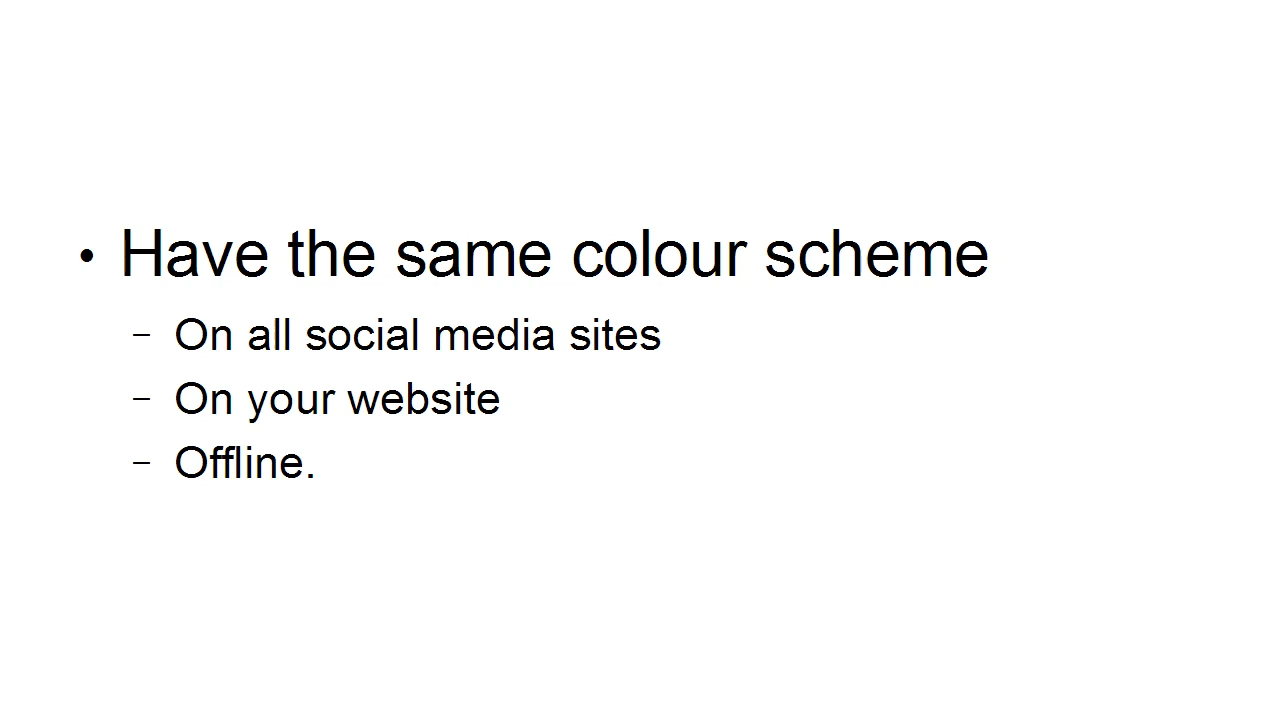 • Have the same colour scheme
– On all social media sites
– On your website
– Offline.